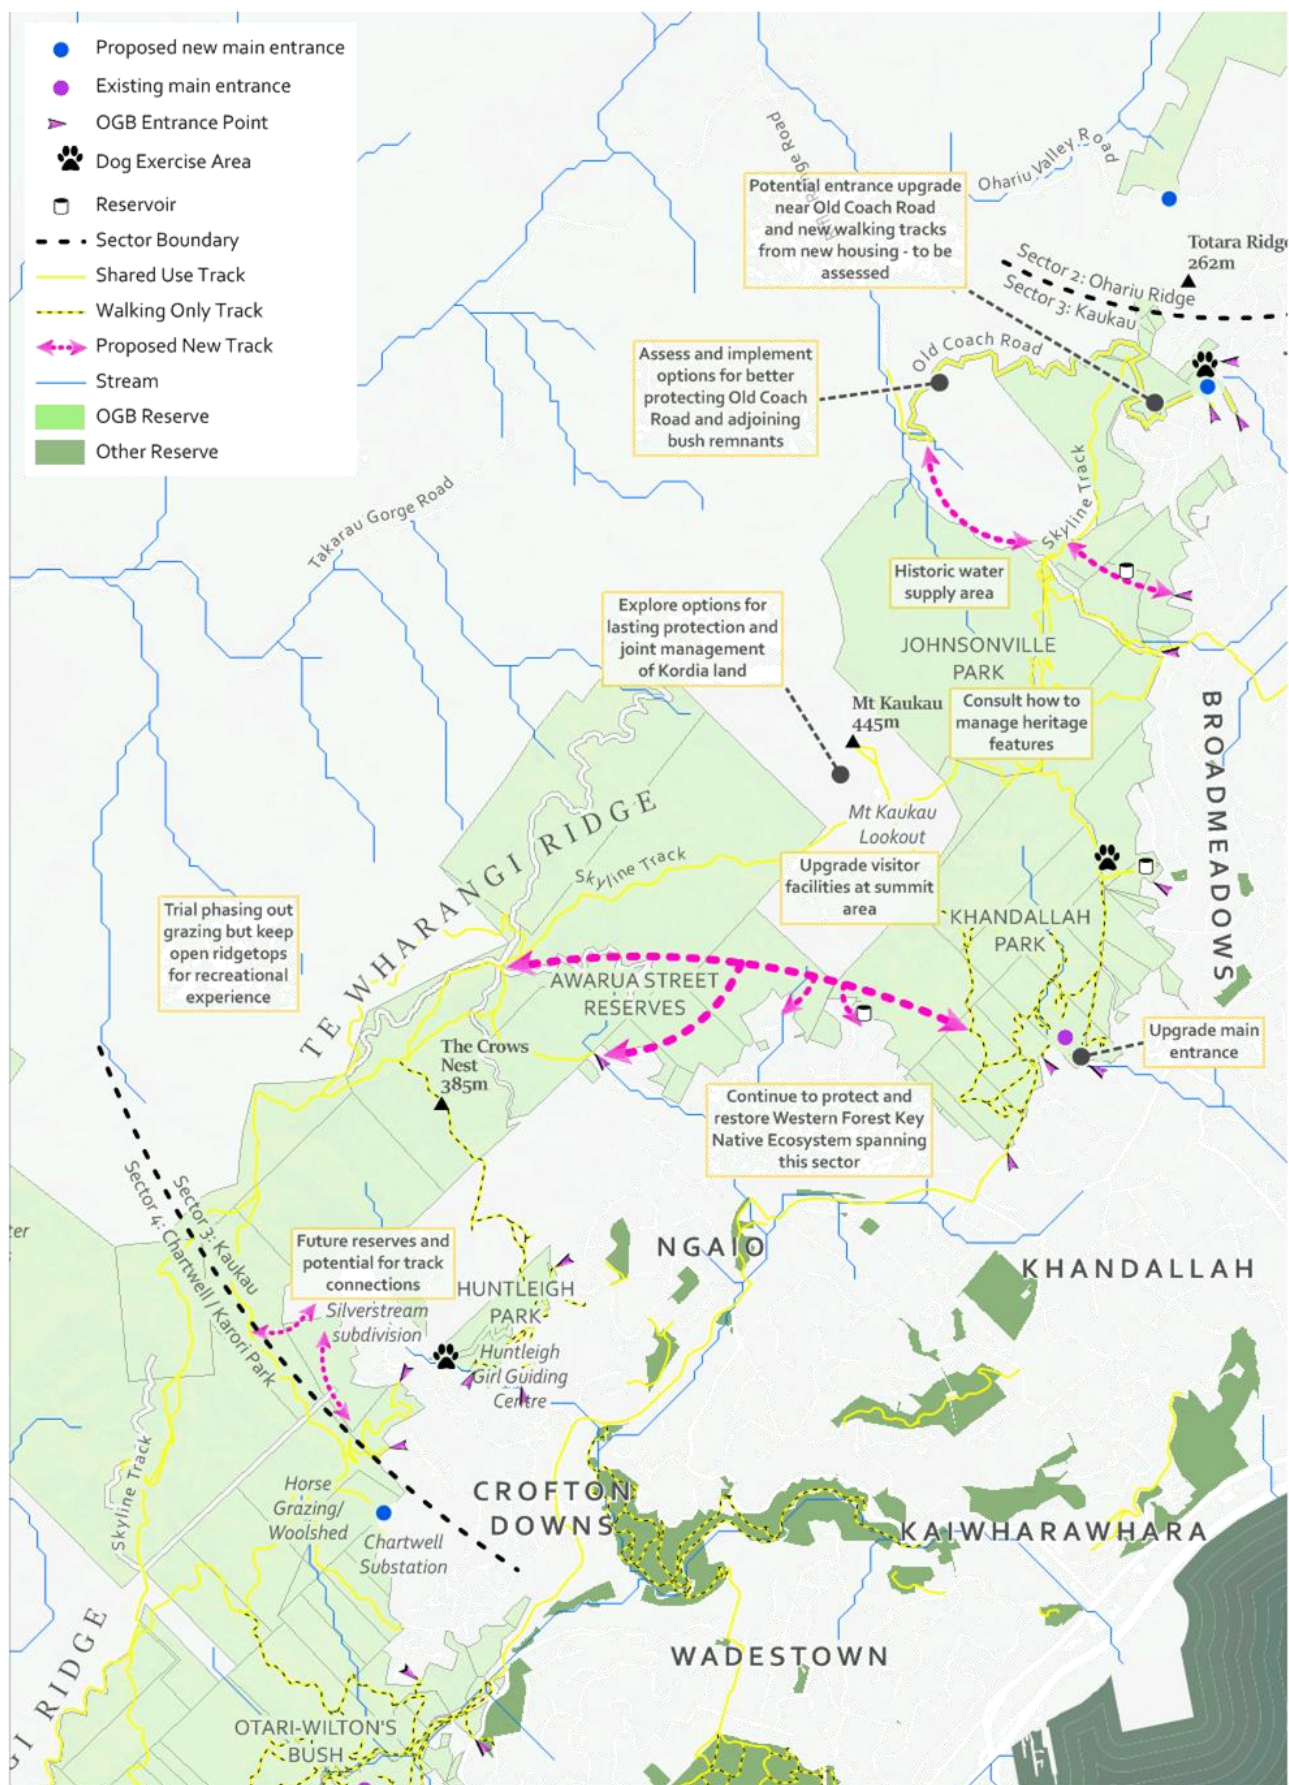 Proposed new main entrance
Existing main entrance
OGB Entrance Point
Dog Exercise Area
Reservoir
Sector Boundary
Shared Use Track
Walking Only Track
Proposed New Track
Stream
OGB Reserve
Other Reserve
Range Road
Ohariu Valley Road
Potential entrance upgrade
near Old Coach Road
and new walking tracks
from new housing - to be
assessed
Totara Ridge
262m
Sector 2: Ohariu Ridge
Sector 3: Kaukau
Old Coach Road
Assess and implement
options for better
protecting Old Coach
Road and adjoining
bush remnants
Skyline Track
Takarau Gorge Road
Historic water
supply area
Explore options for
lasting protection and
joint management
of Kordia land
JOHNSONVILLE
PARK
Mt Kaukau
445m
Consult how to
manage heritage
features
BROADMEADOWS
Mt Kaukau
Lookout
TE WHARANGI RIDGE
Skyline Track
Upgrade visitor
facilities at summit
area
Trial phasing out
grazing but keep
open ridgetops
for recreational
experience
KHANDALLAH
PARK
AWARUA STREET
RESERVES
Upgrade main
entrance
The Crows
Nest
385m
Continue to protect and
restore Western Forest Key
Native Ecosystem spanning
this sector
Sector 3: Kaukau
Sector 4: Chartwell / Karori Park
ter
Future reserves and
potential for track
connections
NGAIO
KHANDALLAH
HUNTLEIGH
PARK
Silverstream
subdivision
Huntleigh
Girl Guiding
Centre
Skyline Track
Horse
Grazing/
Woolshed
CROFTON
DOWNS
Chartwell
Substation
KAIWHARAWHARA
GI RIDGE
WADESTOWN
OTARI-WILTON'S
BUSH